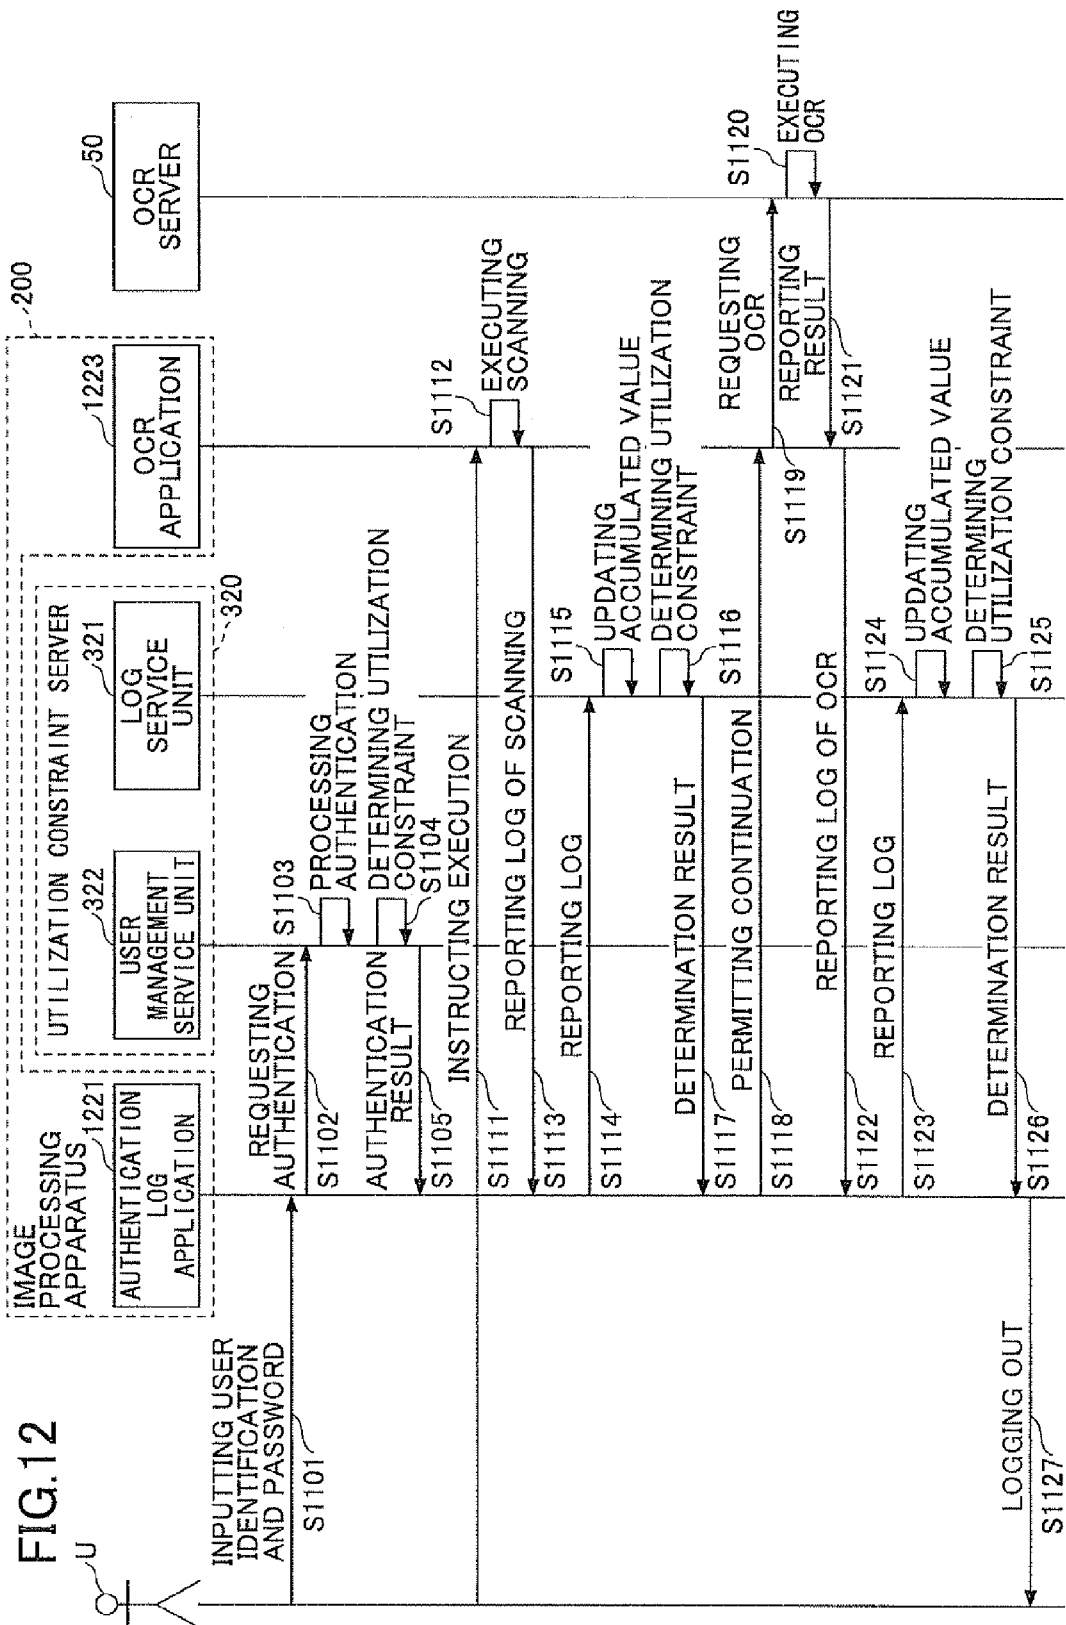 FIG.12
U
IMAGE
PROCESSING
APPARATUS
200
UTILIZATION CONSTRAINT SERVER
320
1221
AUTHENTICATION
LOG
APPLICATION
322
USER
MANAGEMENT
SERVICE UNIT
321
LOG
SERVICE
UNIT
1223
OCR
APPLICATION
50
OCR
SERVER
INPUTTING USER
IDENTIFICATION
AND PASSWORD
S1101
REQUESTING
AUTHENTICATION
S1102
S1103
PROCESSING
AUTHENTICATION
DETERMINING UTILIZATION
CONSTRAINT
S1104
AUTHENTICATION
RESULT
S1105
INSTRUCTING EXECUTION
S1111
S1112
EXECUTING
SCANNING
REPORTING LOG OF SCANNING
S1113
REPORTING LOG
S1114
S1115
UPDATING
ACCUMULATED VALUE
DETERMINING UTILIZATION
CONSTRAINT
S1116
DETERMINATION RESULT
S1117
PERMITTING CONTINUATION
S1118
REQUESTING
OCR
S1119
S1120
EXECUTING
OCR
REPORTING
RESULT
S1121
REPORTING LOG OF OCR
S1122
REPORTING LOG
S1123
S1124
UPDATING
ACCUMULATED VALUE
DETERMINING
UTILIZATION CONSTRAINT
S1125
DETERMINATION RESULT
S1126
LOGGING OUT
S1127